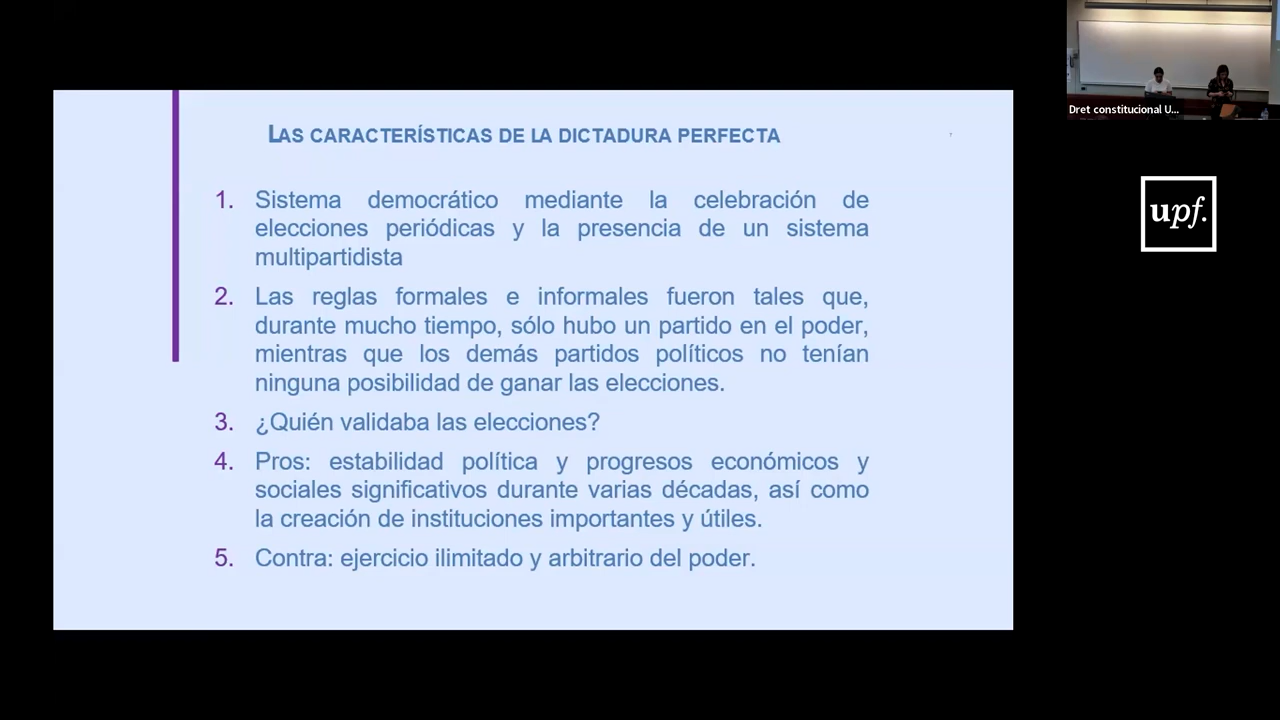 LAS CARACTERÍSTICAS DE LA DICTADURA PERFECTA
1. Sistema democrático mediante la celebración de
elecciones periódicas y la presencia de un sistema
multipartidista
2. Las reglas formales e informales fueron tales que,
durante mucho tiempo, sólo hubo un partido en el poder,
mientras que los demás partidos políticos no tenían
ninguna posibilidad de ganar las elecciones.
3. ¿Quién validaba las elecciones?
4. Pros: estabilidad política y progresos económicos y
sociales significativos durante varias décadas, así como
la creación de instituciones importantes y útiles.
5. Contra: ejercicio ilimitado y arbitrario del poder.
Dret constitucional U...
upf.